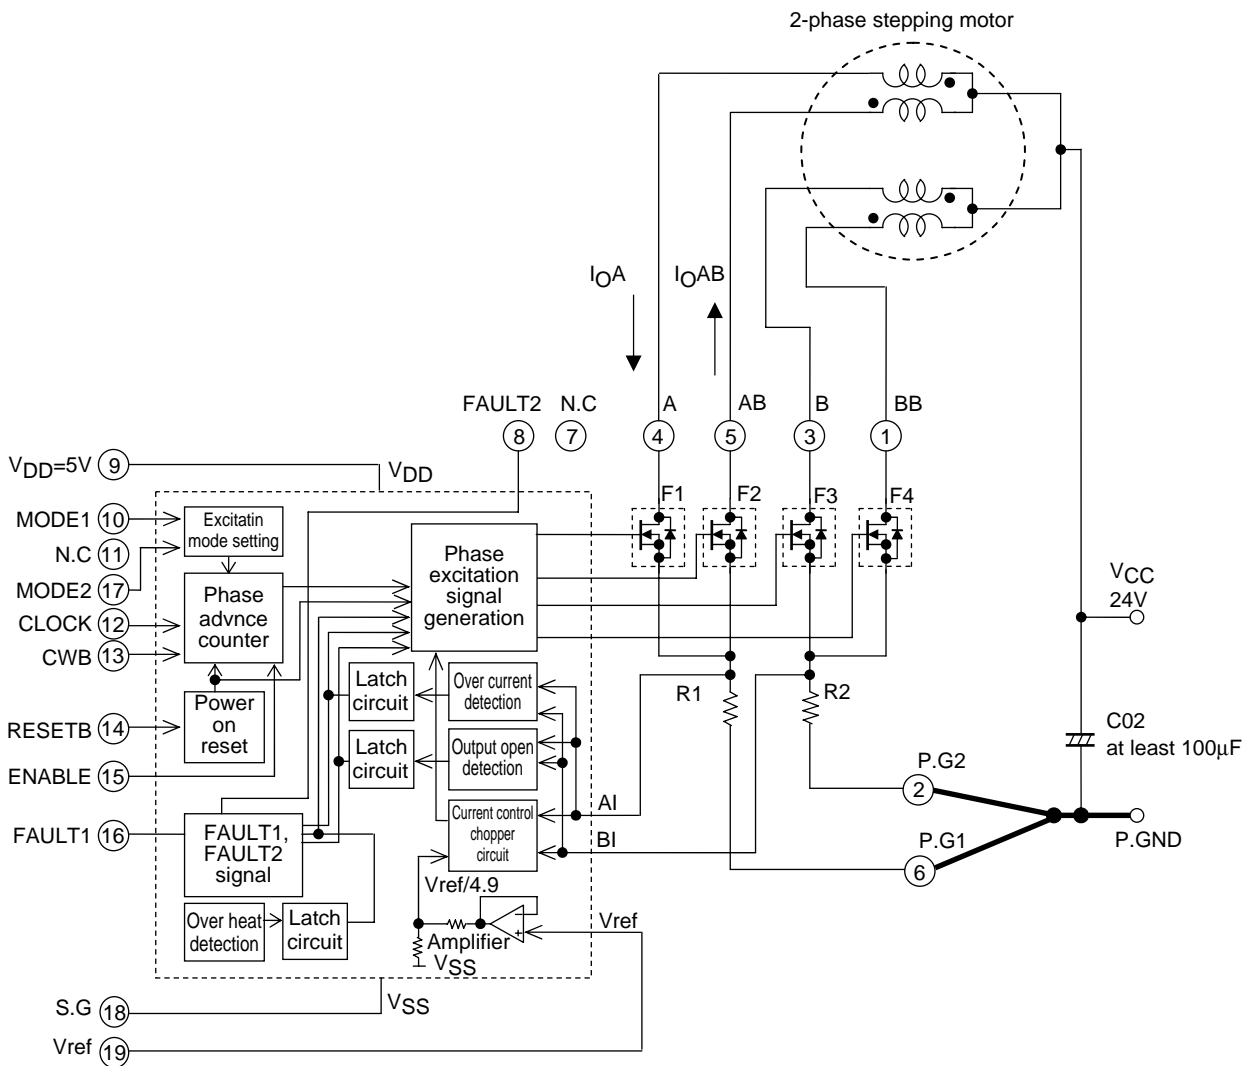 2-phase stepping motor
IOA
IOAB
FAULT2
N.C
A
AB
B
BB
8
7
4
5
3
1
VDD=5V
9
VDD
F1
F2
F3
F4
MODE1
10
Excitatin
mode setting
N.C
11
MODE2
17
Phase
excitation
signal
generation
Phase
advnce
counter
CLOCK
12
CWB
13
VCC
24V
Latch
circuit
Over current
detection
R1
R2
Power
on
reset
RESETB
14
C02
at least 100μF
Latch
circuit
Output open
detection
ENABLE
15
P.G2
2
AI
Current control
chopper
circuit
BI
FAULT1
16
FAULT1,
FAULT2
signal
P.GND
P.G1
6
Vref/4.9
Over heat
detection
Latch
circuit
Vref
Amplifier
VSS
S.G
18
VSS
Vref
19